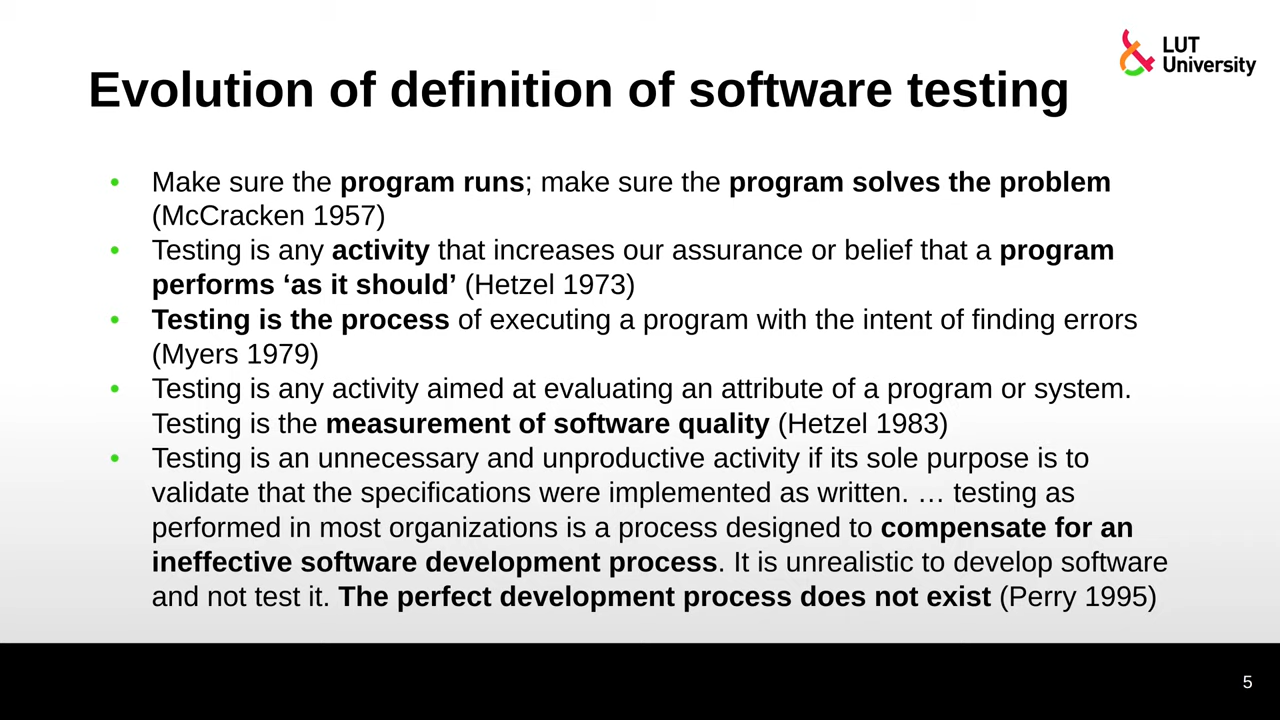 LUT
University
Evolution of definition of software testing
• Make sure the program runs; make sure the program solves the problem
(McCracken 1957)
• Testing is any activity that increases our assurance or belief that a program
performs ‘as it should’ (Hetzel 1973)
• Testing is the process of executing a program with the intent of finding errors
(Myers 1979)
• Testing is any activity aimed at evaluating an attribute of a program or system.
Testing is the measurement of software quality (Hetzel 1983)
• Testing is an unnecessary and unproductive activity if its sole purpose is to
validate that the specifications were implemented as written. … testing as
performed in most organizations is a process designed to compensate for an
ineffective software development process. It is unrealistic to develop software
and not test it. The perfect development process does not exist (Perry 1995)
5